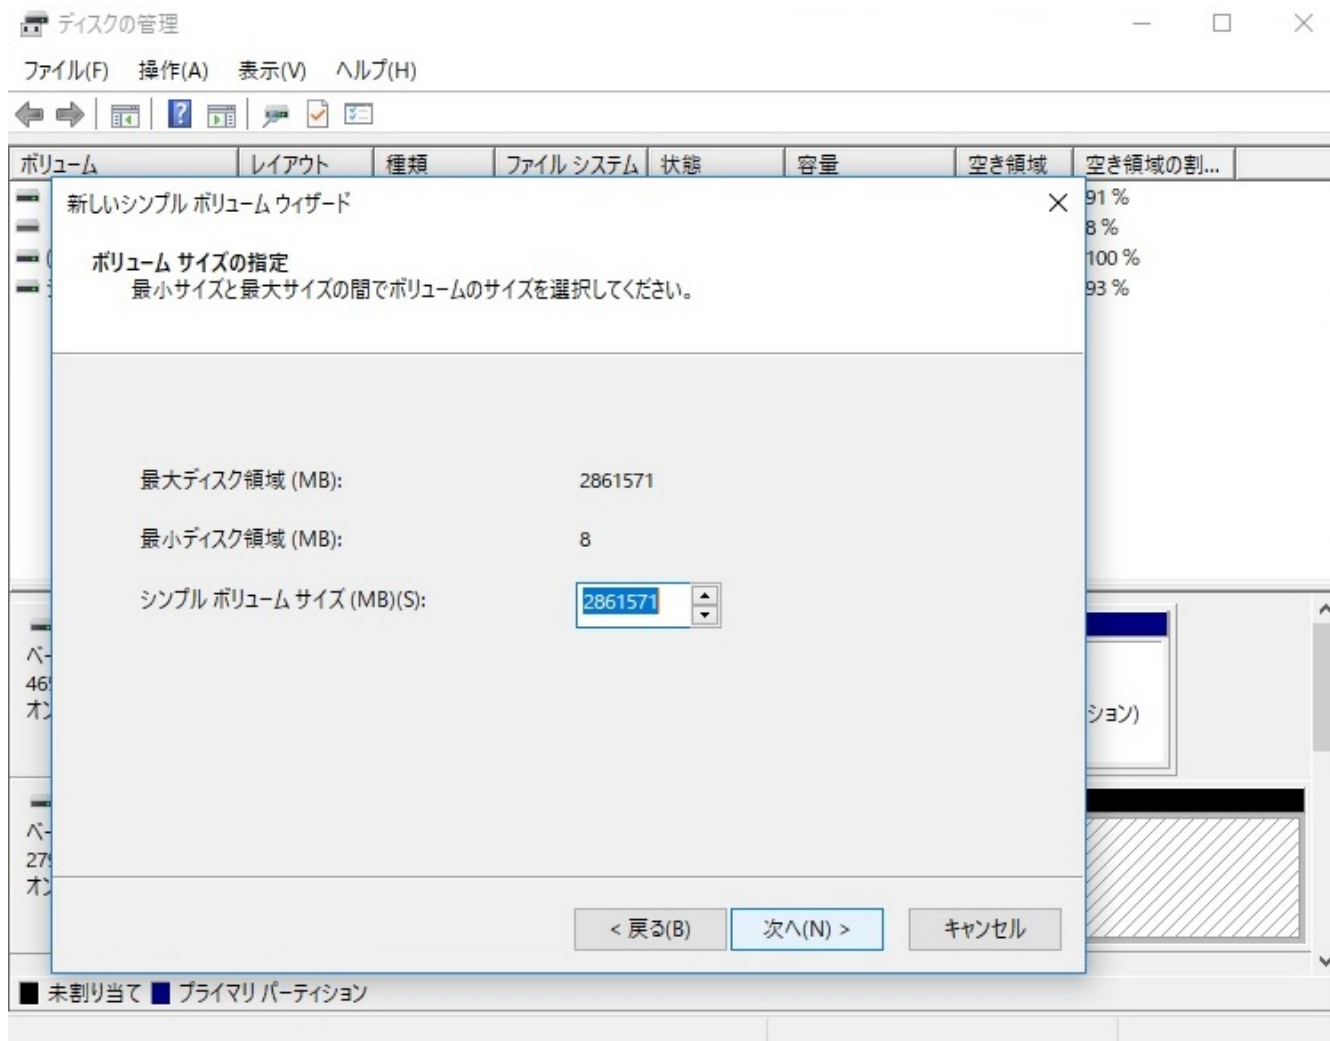 ディスクの管理
ファイル(F) 操作(A) 表示(V) ヘルプ(H)
ボリューム レイアウト 種類 ファイル システム 状態 容量 空き領域 空き領域の割...
新しいシンプル ボリューム ウィザード
91 %
8 %
100 %
93 %
ボリューム サイズの指定
最小サイズと最大サイズの間でボリュームのサイズを選択してください。
最大ディスク領域 (MB): 2861571
最小ディスク領域 (MB): 8
シンプル ボリューム サイズ (MB)(S): 2861571
ション)
< 戻る(B) 次へ(N) > キャンセル
未割り当て プライマリ パーティション